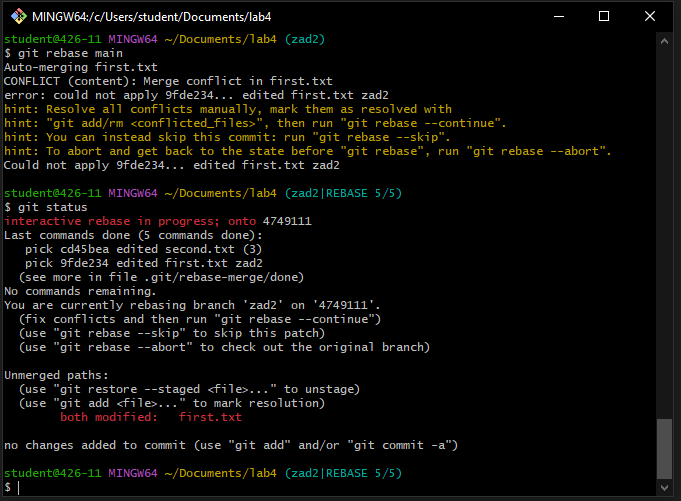 MINGW64:/c/Users/student/Documents/lab4
student@426-11 MINGW64 ~/Documents/lab4 (zad2)
$ git rebase main
Auto-merging first.txt
CONFLICT (content): Merge conflict in first.txt
error: could not apply 9fde234... edited first.txt zad2
hint: Resolve all conflicts manually, mark them as resolved with
hint: "git add/rm <conflicted_files>", then run "git rebase --continue".
hint: You can instead skip this commit: run "git rebase --skip".
hint: To abort and get back to the state before "git rebase", run "git rebase --abort".
Could not apply 9fde234... edited first.txt zad2
student@426-11 MINGW64 ~/Documents/lab4 (zad2|REBASE 5/5)
$ git status
interactive rebase in progress; onto 4749111
Last commands done (5 commands done):
   pick cd45bea edited second.txt (3)
   pick 9fde234 edited first.txt zad2
  (see more in file .git/rebase-merge/done)
No commands remaining.
You are currently rebasing branch 'zad2' on '4749111'.
  (fix conflicts and then run "git rebase --continue")
  (use "git rebase --skip" to skip this patch)
  (use "git rebase --abort" to check out the original branch)
Unmerged paths:
  (use "git restore --staged <file>..." to unstage)
  (use "git add <file>..." to mark resolution)
        both modified:   first.txt
no changes added to commit (use "git add" and/or "git commit -a")
student@426-11 MINGW64 ~/Documents/lab4 (zad2|REBASE 5/5)
$